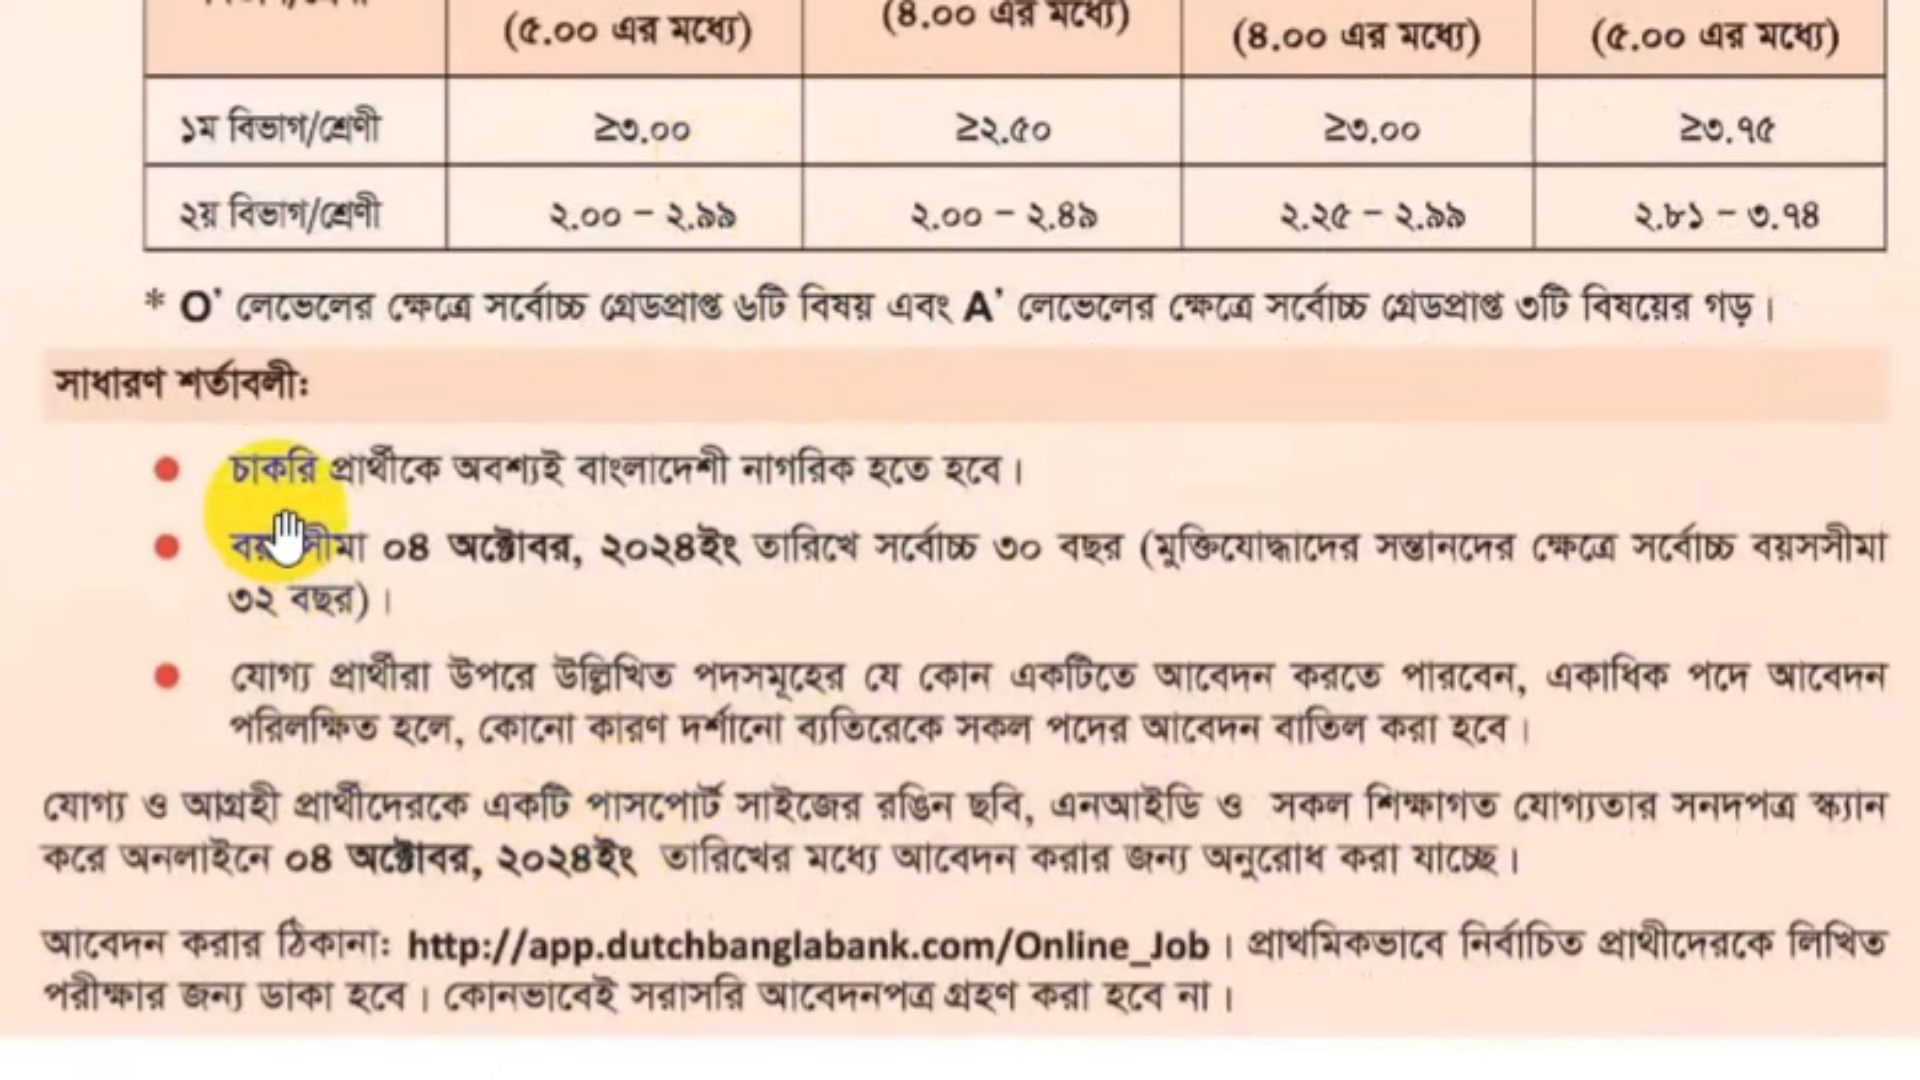 বিভাগ/শ্রেণী
(৫.০০ এর মধ্যে) (৪.০০ এর মধ্যে) (৪.০০ এর মধ্যে) (৫.০০ এর মধ্যে)
১ম বিভাগ/শ্রেণী ≥৩.০০ ≥২.৫০ ≥৩.০০ ≥৩.৭৫
২য় বিভাগ/শ্রেণী ২.০০ – ২.৯৯ ২.০০ – ২.৪৯ ২.২৫ – ২.৯৯ ২.৮১ – ৩.৭৪
* O' লেভেলের ক্ষেত্রে সর্বোচ্চ গ্রেডপ্রাপ্ত ৬টি বিষয় এবং A' লেভেলের ক্ষেত্রে সর্বোচ্চ গ্রেডপ্রাপ্ত ৩টি বিষয়ের গড়।
সাধারণ শর্তাবলী:
চাকরি প্রার্থীকে অবশ্যই বাংলাদেশী নাগরিক হতে হবে।
বয়সসীমা ০৪ অক্টোবর, ২০২৪ইং তারিখে সর্বোচ্চ ৩০ বছর (মুক্তিযোদ্ধাদের সন্তানদের ক্ষেত্রে সর্বোচ্চ বয়সসীমা
৩২ বছর)।
যোগ্য প্রার্থীরা উপরে উল্লিখিত পদসমূহের যে কোন একটিতে আবেদন করতে পারবেন, একাধিক পদে আবেদন
পরিলক্ষিত হলে, কোনো কারণ দর্শানো ব্যতিরেকে সকল পদের আবেদন বাতিল করা হবে।
যোগ্য ও আগ্রহী প্রার্থীদেরকে একটি পাসপোর্ট সাইজের রঙিন ছবি, এনআইডি ও সকল শিক্ষাগত যোগ্যতার সনদপত্র স্ক্যান
করে অনলাইনে ০৪ অক্টোবর, ২০২৪ইং তারিখের মধ্যে আবেদন করার জন্য অনুরোধ করা যাচ্ছে।
আবেদন করার ঠিকানা: http://app.dutchbanglabank.com/Online_Job । প্রাথমিকভাবে নির্বাচিত প্রাথীদেরকে লিখিত
পরীক্ষার জন্য ডাকা হবে। কোনভাবেই সরাসরি আবেদনপত্র গ্রহণ করা হবে না।